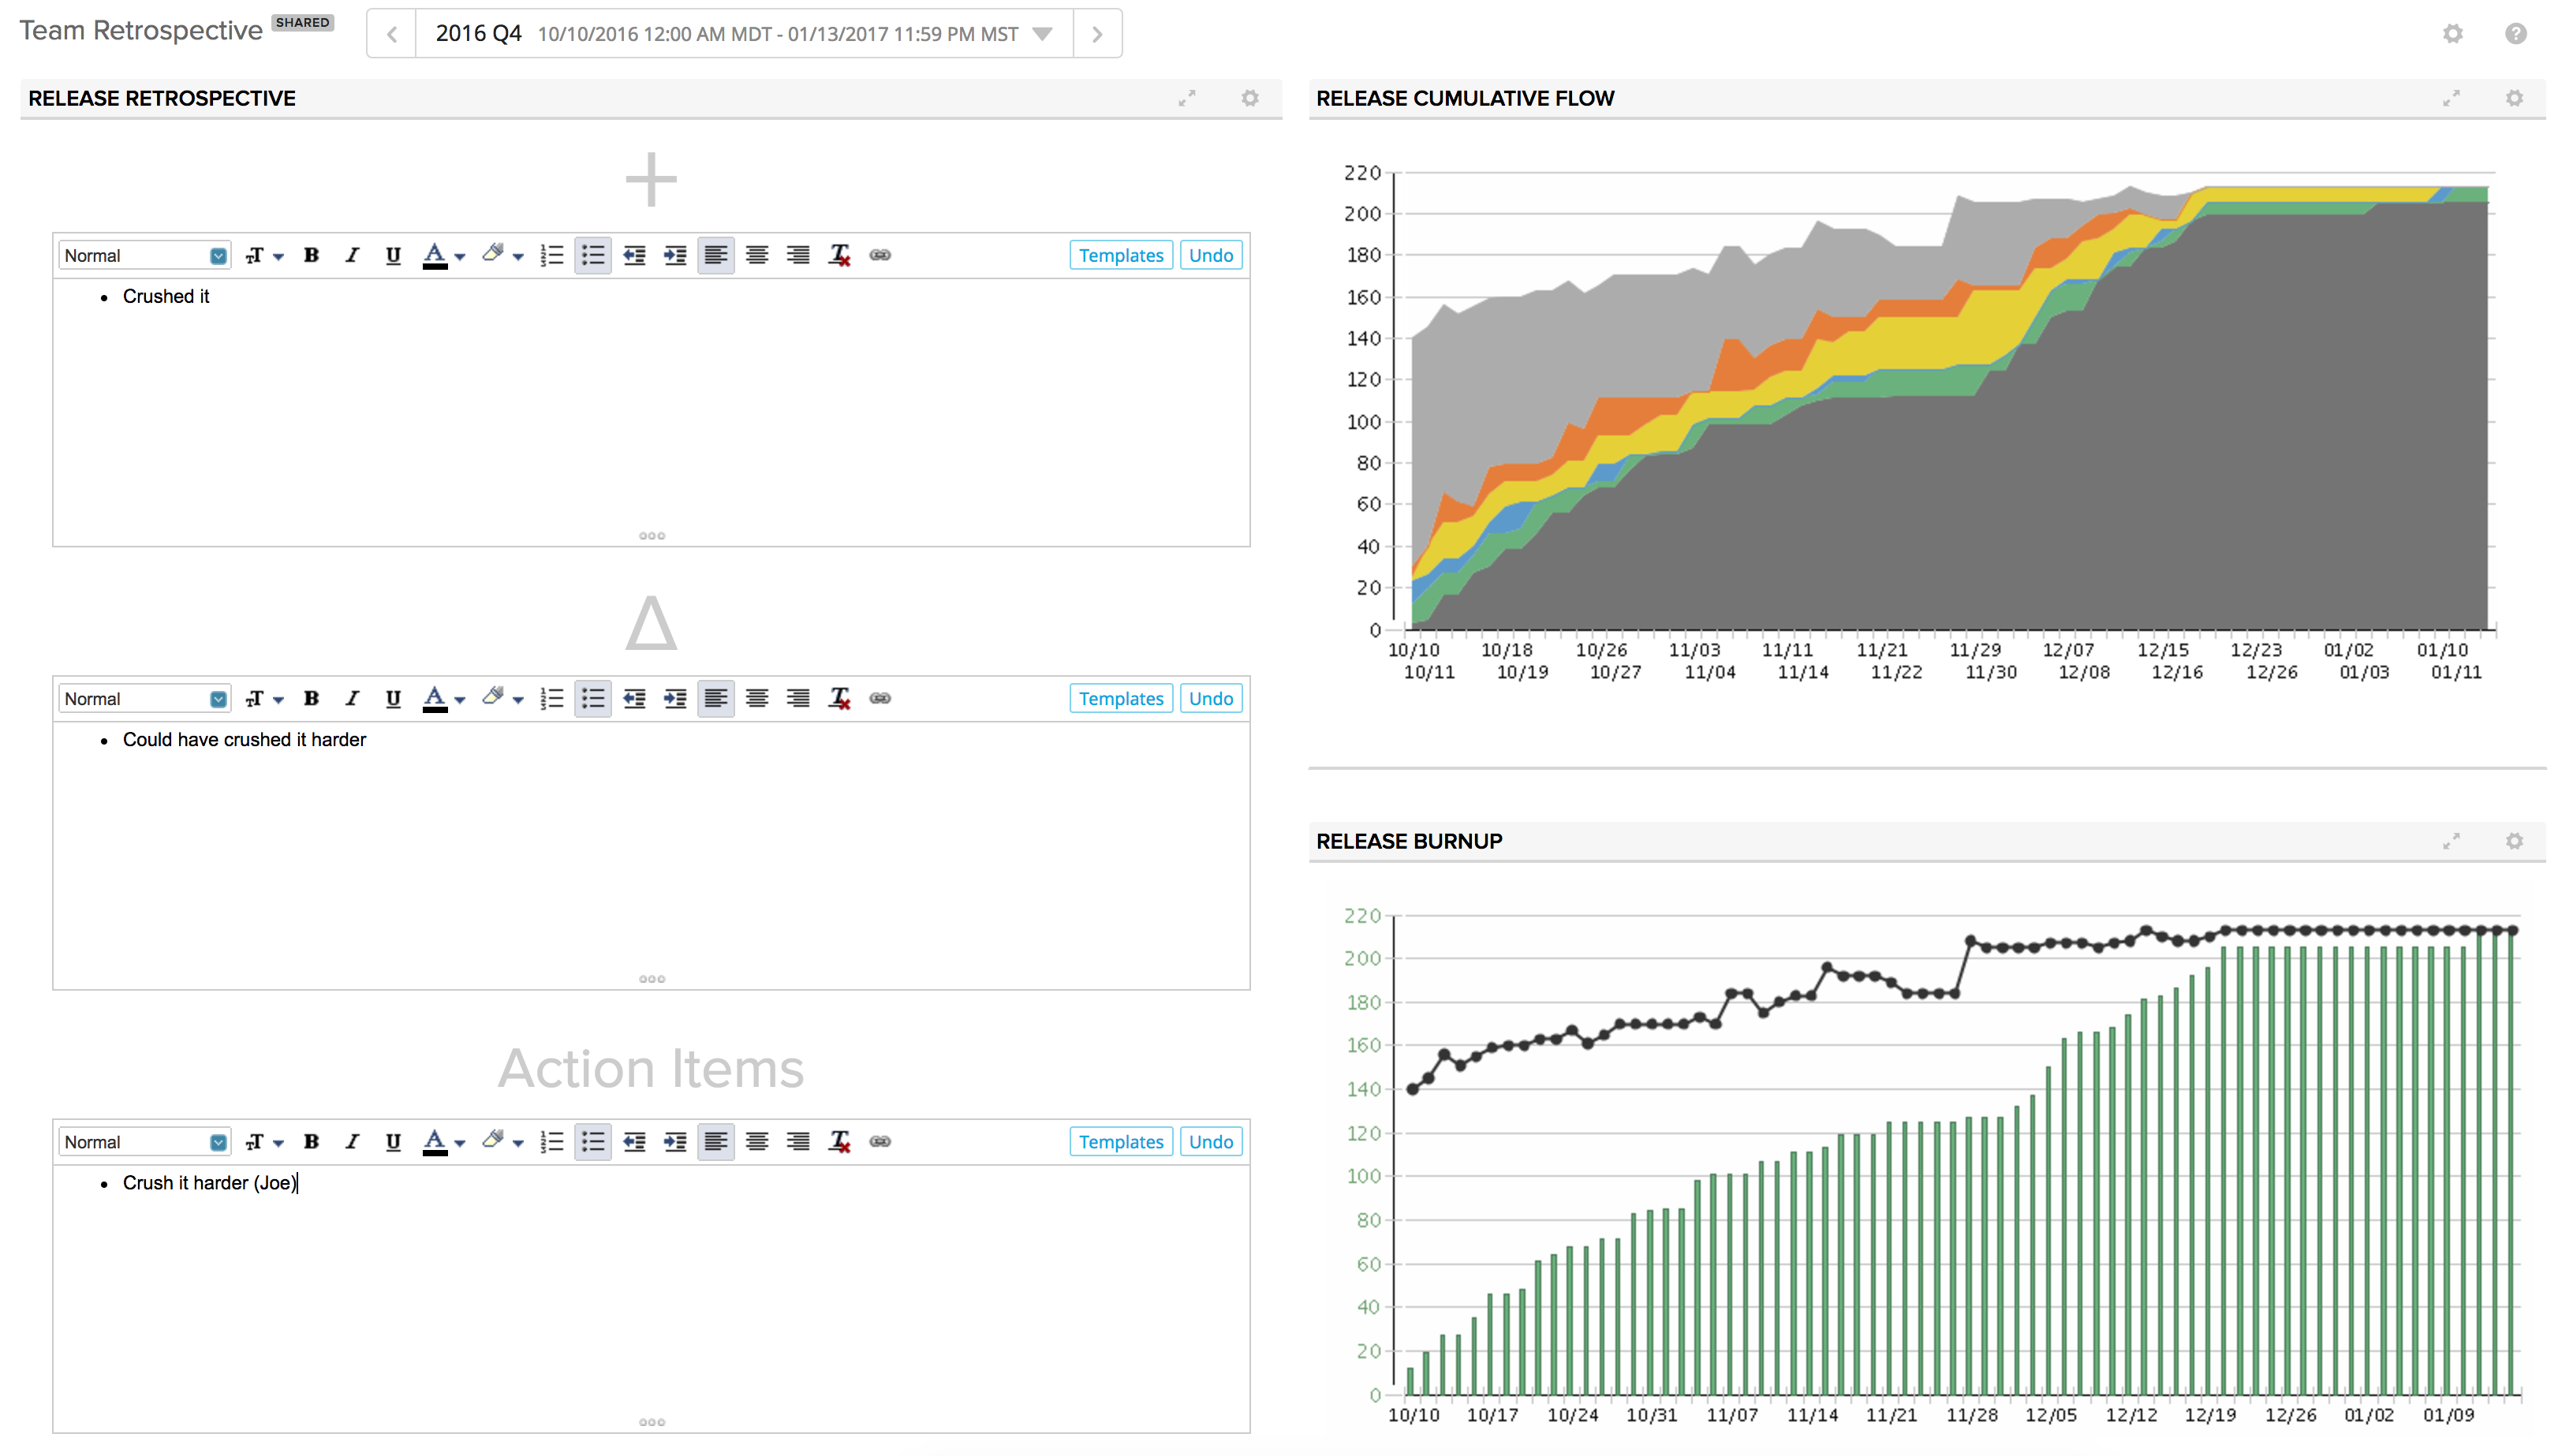 Team Retrospective SHARED
2016 Q4 10/10/2016 12:00 AM MDT - 01/13/2017 11:59 PM MST
RELEASE RETROSPECTIVE
+
Normal T B I U A T Templates Undo
• Crushed it
Δ
Normal T B I U A T Templates Undo
• Could have crushed it harder
Action Items
Normal T B I U A T Templates Undo
• Crush it harder (Joe)
RELEASE CUMULATIVE FLOW
220
200
180
160
140
120
100
80
60
40
20
0
10/10 10/18 10/26 11/03 11/11 11/21 11/29 12/07 12/15 12/23 01/02 01/10
10/11 10/19 10/27 11/04 11/14 11/22 11/30 12/08 12/16 12/26 01/03 01/11
RELEASE BURNUP
220
200
180
160
140
120
100
80
60
40
20
0
10/10 10/17 10/24 10/31 11/07 11/14 11/21 11/28 12/05 12/12 12/19 12/26 01/02 01/09